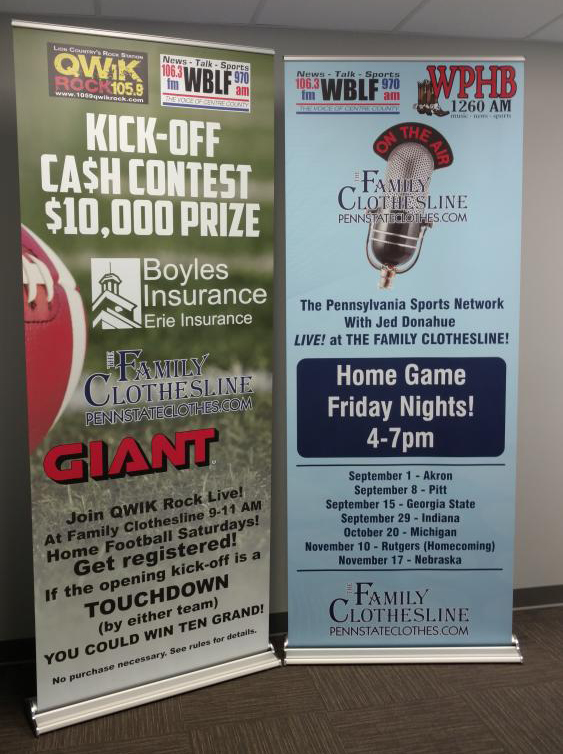 LION COUNTRY'S ROCK STATION
QWIK
ROCK 105.9
www.1059qwikrock.com
News - Talk - Sports
106.3 fm WBLF 970 am
THE VOICE OF CENTRE COUNTY
KICK-OFF
CA$H CONTEST
$10,000 PRIZE
Boyles
Insurance
Erie Insurance
THE FAMILY
CLOTHESLINE
PENNSTATECLOTHES.COM
GIANT
Join QWIK Rock Live!
At Family Clothesline 9-11 AM
Home Football Saturdays!
Get registered!
If the opening kick-off is a
TOUCHDOWN
(by either team)
YOU COULD WIN TEN GRAND!
No purchase necessary. See rules for details.
News - Talk - Sports
106.3 fm WBLF 970 am
THE VOICE OF CENTRE COUNTY
WPHB
1260 AM
music - news - sports
ON THE AIR
THE FAMILY
CLOTHESLINE
PENNSTATECLOTHES.COM
The Pennsylvania Sports Network
With Jed Donahue
LIVE! at THE FAMILY CLOTHESLINE!
Home Game
Friday Nights!
4-7pm
September 1 - Akron
September 8 - Pitt
September 15 - Georgia State
September 29 - Indiana
October 20 - Michigan
November 10 - Rutgers (Homecoming)
November 17 - Nebraska
THE FAMILY
CLOTHESLINE
PENNSTATECLOTHES.COM